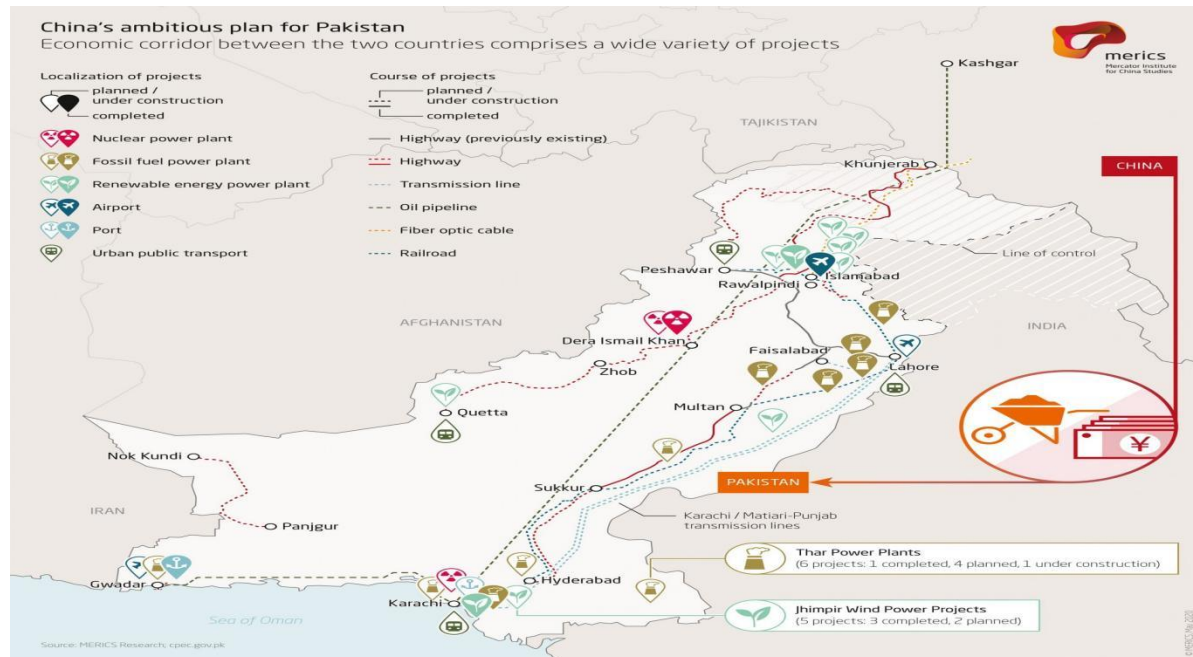 China's ambitious plan for Pakistan
Economic corridor between the two countries comprises a wide variety of projects
merics
Mercator Institute
for China Studies
Localization of projects
planned /
under construction
completed
Nuclear power plant
Fossil fuel power plant
Renewable energy power plant
Airport
Port
Urban public transport
Course of projects
planned /
under construction
completed
Highway (previously existing)
Highway
Transmission line
Oil pipeline
Fiber optic cable
Railroad
Kashgar
TAJIKISTAN
Khunjerab
CHINA
Line of control
Peshawar
Islamabad
Rawalpindi
AFGHANISTAN
INDIA
Dera Ismail Khan
Faisalabad
Lahore
Zhob
Quetta
Multan
¥
Nok Kundi
Sukkur
PAKISTAN
IRAN
Panjgur
Karachi / Matiari-Punjab
transmission lines
Thar Power Plants
(6 projects: 1 completed, 4 planned, 1 under construction)
Gwadar
Hyderabad
Karachi
Jhimpir Wind Power Projects
(5 projects: 3 completed, 2 planned)
Sea of Oman
Source: MERICS Research; cpec.gov.pk
© MERICS May 2020